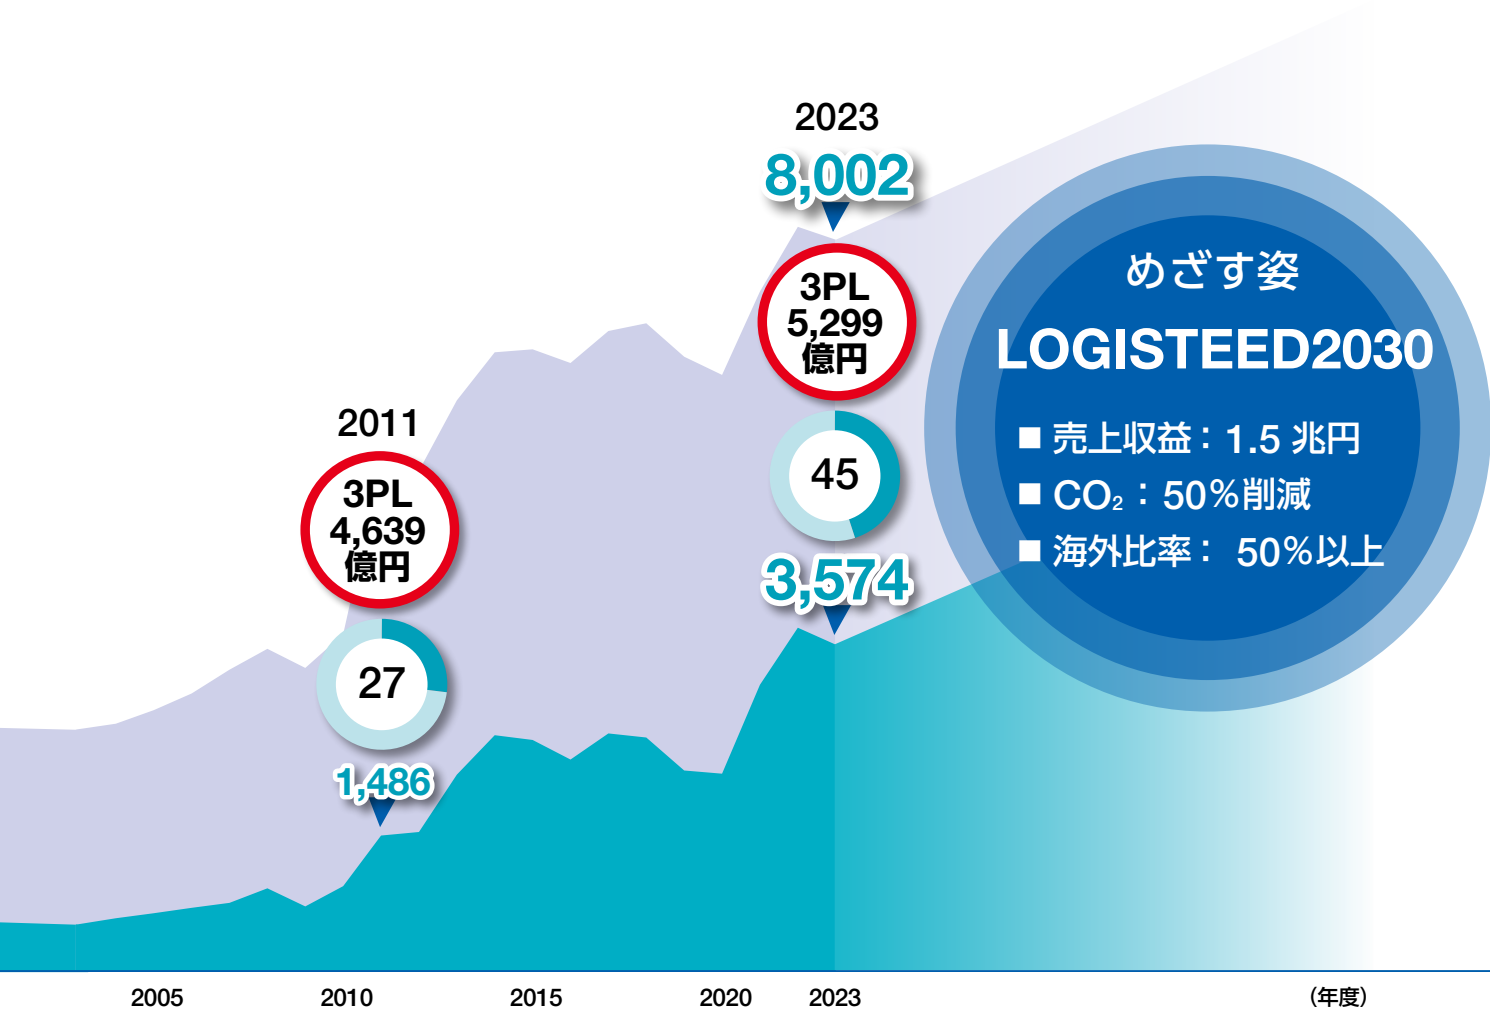 2023
8,002
3PL
5,299
億円
45
3,574
2011
3PL
4,639
億円
27
1,486
めざす姿
LOGISTEED2030
■ 売上収益：1.5 兆円
■ CO₂：50％削減
■ 海外比率： 50％以上
2005 2010 2015 2020 2023 （年度）